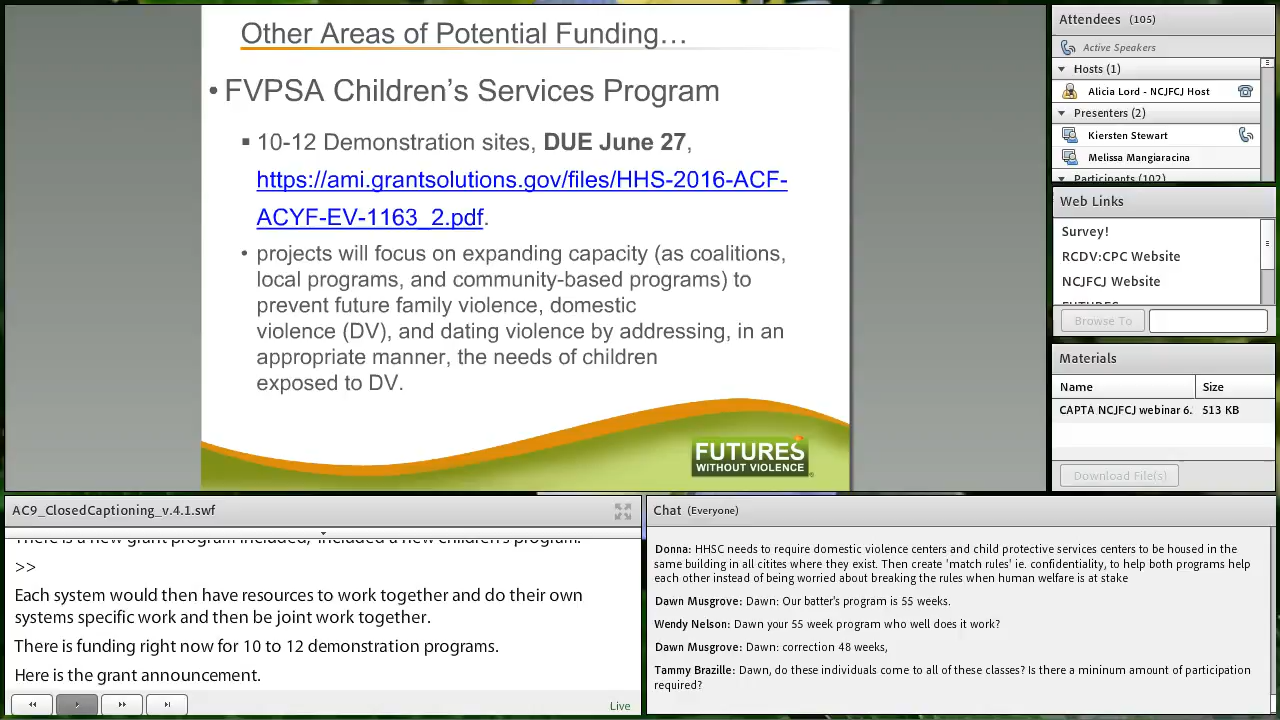 Other Areas of Potential Funding…
• FVPSA Children’s Services Program
▪ 10-12 Demonstration sites, DUE June 27,
https://ami.grantsolutions.gov/files/HHS-2016-ACF-
ACYF-EV-1163_2.pdf.
• projects will focus on expanding capacity (as coalitions,
local programs, and community-based programs) to
prevent future family violence, domestic
violence (DV), and dating violence by addressing, in an
appropriate manner, the needs of children
exposed to DV.
FUTURES
WITHOUT VIOLENCE
Attendees (105)
Active Speakers
Hosts (1)
Alicia Lord - NCJFCJ Host
Presenters (2)
Kiersten Stewart
Melissa Mangiaracina
Participants (102)
Web Links
Survey!
RCDV:CPC Website
NCJFCJ Website
FUTURES
Browse To
Materials
Name Size
CAPTA NCJFCJ webinar 6. 513 KB
Download File(s)
AC9_ClosedCaptioning_v.4.1.swf
There is a new grant program included, included a new children's program.
>>
Each system would then have resources to work together and do their own
systems specific work and then be joint work together.
There is funding right now for 10 to 12 demonstration programs.
Here is the grant announcement.
Live
Chat (Everyone)
Donna: HHSC needs to require domestic violence centers and child protective services centers to be housed in the
same building in all citites where they exist. Then create 'match rules' ie. confidentiality, to help both programs help
each other instead of being worried about breaking the rules when human welfare is at stake
Dawn Musgrove: Dawn: Our batter's program is 55 weeks.
Wendy Nelson: Dawn your 55 week program who well does it work?
Dawn Musgrove: Dawn: correction 48 weeks,
Tammy Brazille: Dawn, do these individuals come to all of these classes? Is there a mininum amount of participation
required?